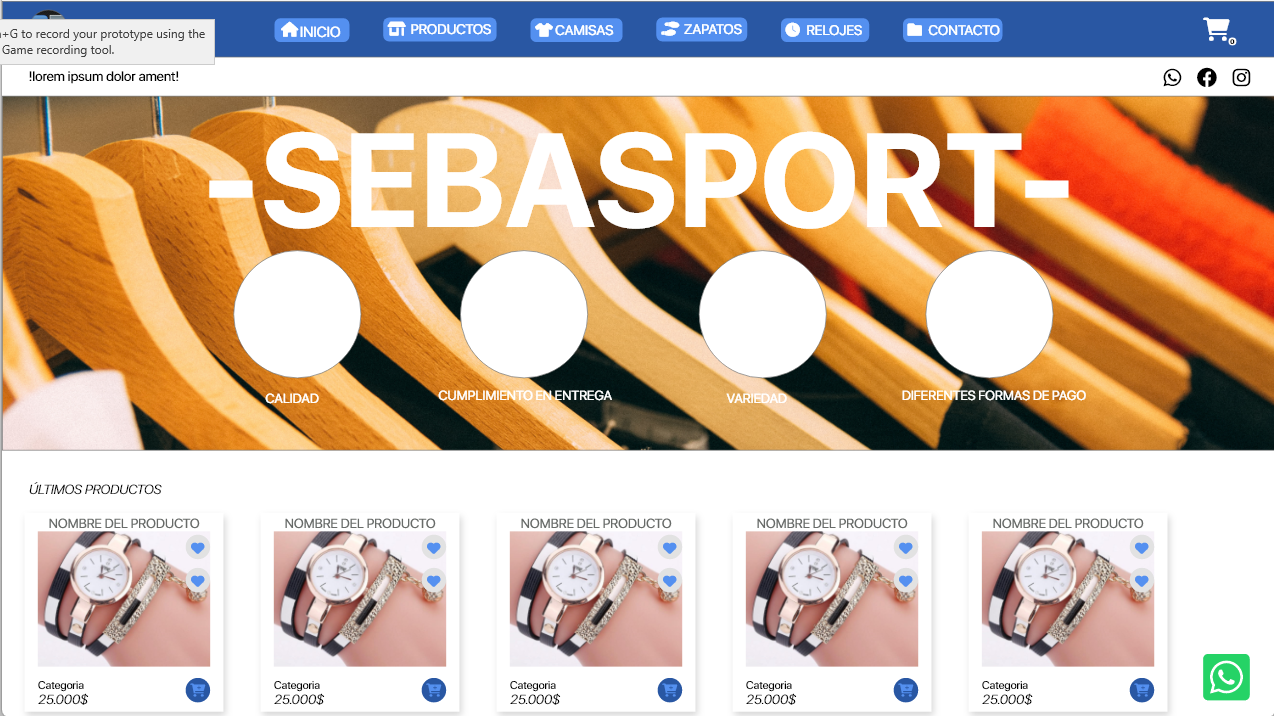 +G to record your prototype using the
Game recording tool.
INICIO
PRODUCTOS
CAMISAS
ZAPATOS
RELOJES
CONTACTO
0
!lorem ipsum dolor ament!
-SEBASPORT-
CALIDAD
CUMPLIMIENTO EN ENTREGA
VARIEDAD
DIFERENTES FORMAS DE PAGO
ÚLTIMOS PRODUCTOS
NOMBRE DEL PRODUCTO
NOMBRE DEL PRODUCTO
NOMBRE DEL PRODUCTO
NOMBRE DEL PRODUCTO
NOMBRE DEL PRODUCTO
Categoria
25.000$
Categoria
25.000$
Categoria
25.000$
Categoria
25.000$
Categoria
25.000$